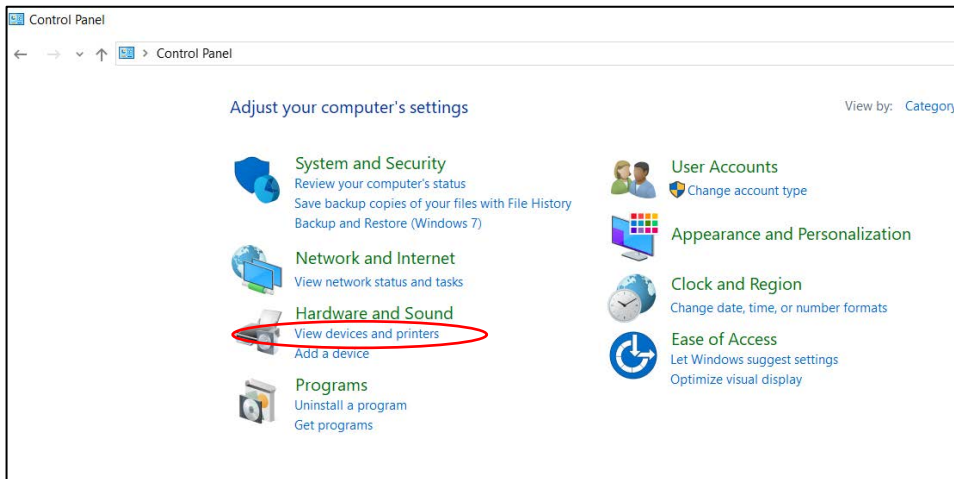 Control Panel
Control Panel
Adjust your computer's settings
View by: Category
System and Security
Review your computer's status
Save backup copies of your files with File History
Backup and Restore (Windows 7)
Network and Internet
View network status and tasks
Hardware and Sound
View devices and printers
Add a device
Programs
Uninstall a program
Get programs
User Accounts
Change account type
Appearance and Personalization
Clock and Region
Change date, time, or number formats
Ease of Access
Let Windows suggest settings
Optimize visual display